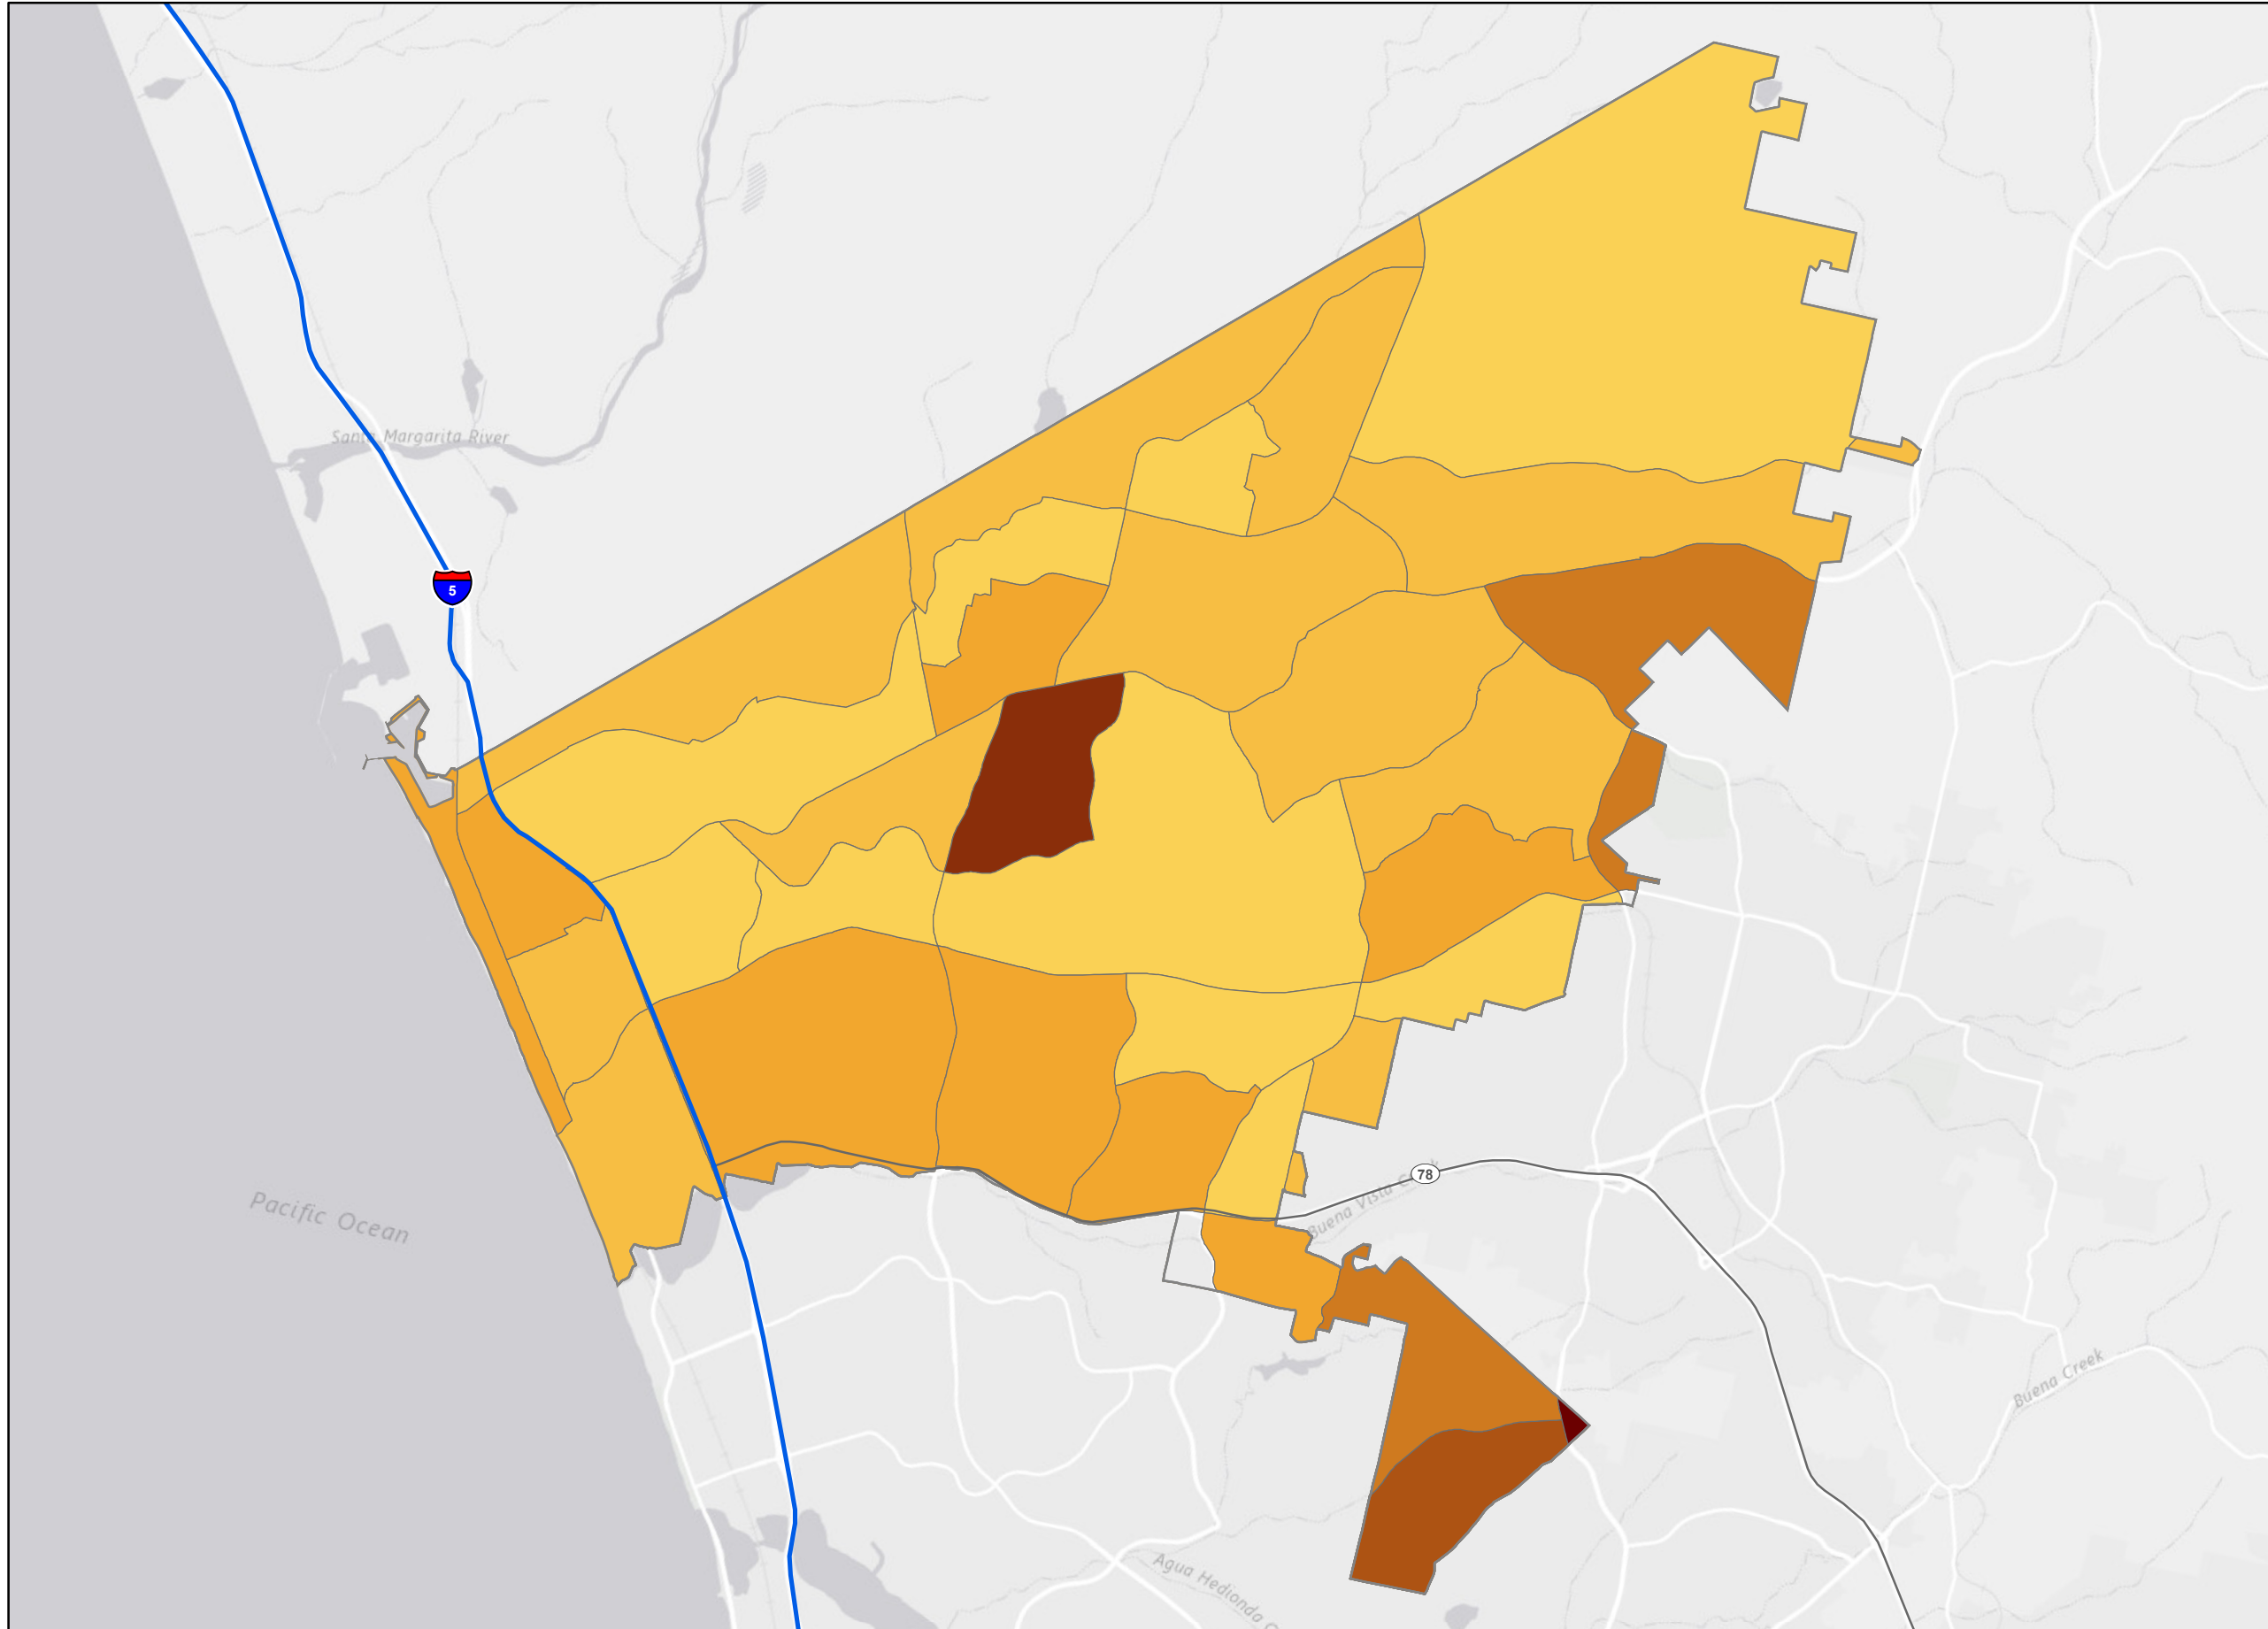 Santa Margarita River
5
Pacific Ocean
78
Buena Vista
Buena Creek
Agua Hedionda